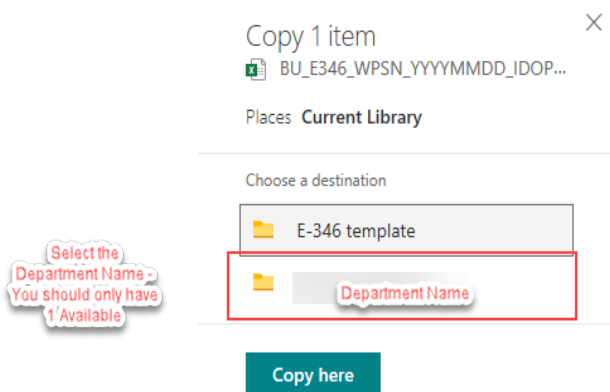 Copy 1 item
BU_E346_WPSN_YYYYMMDD_IDOP...
Places Current Library
Choose a destination
E-346 template
Select the
Department Name -
You should only have
1 Available
Department Name
Copy here